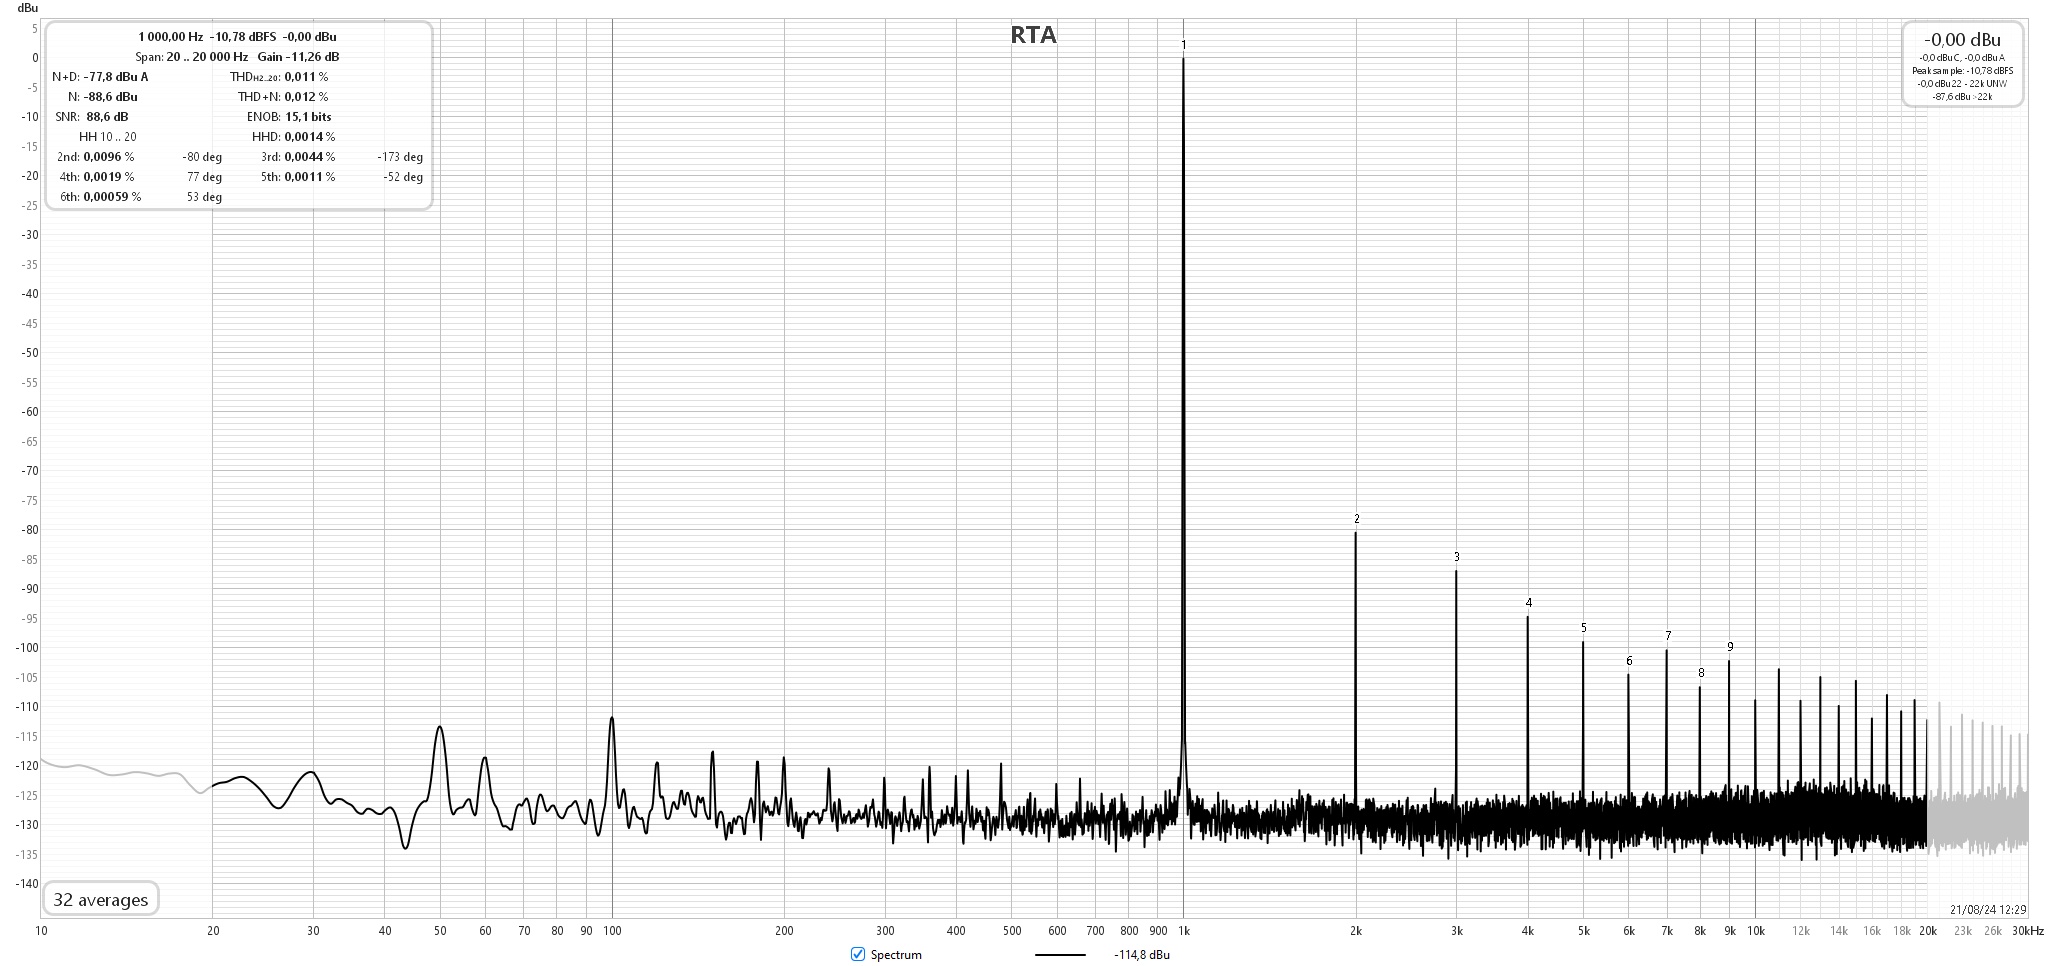 dBu
RTA
1 000,00 Hz -10,78 dBFS -0,00 dBu
Span: 20 .. 20 000 Hz Gain -11,26 dB
N+D: -77,8 dBu A THDH2..20: 0,011 %
N: -88,6 dBu THD+N: 0,012 %
SNR: 88,6 dB ENOB: 15,1 bits
HH 10 .. 20 HHD: 0,0014 %
2nd: 0,0096 % -80 deg 3rd: 0,0044 % -173 deg
4th: 0,0019 % 77 deg 5th: 0,0011 % -52 deg
6th: 0,00059 % 53 deg
-0,00 dBu
-0,0 dBu C, -0,0 dBu A
Peak sample: -10,78 dBFS
-0,0 dBu 22 - 22k UNW
-87,6 dBu >22k
5
0
-5
-10
-15
-20
-25
-30
-35
-40
-45
-50
-55
-60
-65
-70
-75
-80
-85
-90
-95
-100
-105
-110
-115
-120
-125
-130
-135
-140
1
2
3
4
5
6
7
8
9
32 averages
21/08/24 12:29
10 20 30 40 50 60 70 80 90 100 200 300 400 500 600 700 800 900 1k 2k 3k 4k 5k 6k 7k 8k 9k 10k 12k 14k 16k 18k 20k 23k 26k 30kHz
Spectrum -114,8 dBu